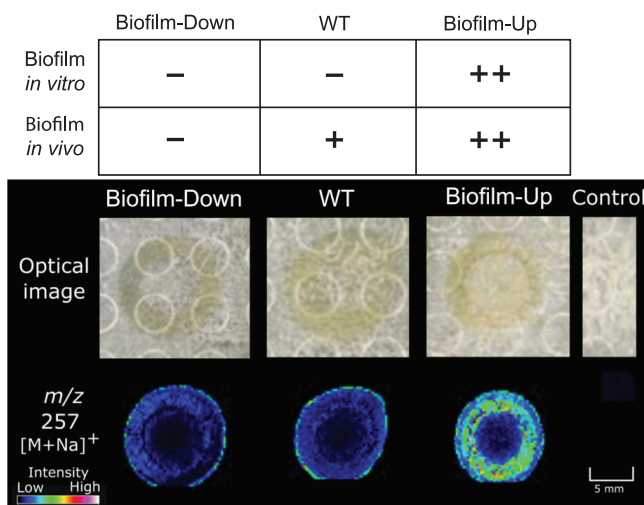 Biofilm-Down WT Biofilm-Up
Biofilm
in vitro
− − ++
Biofilm
in vivo
− + ++
Biofilm-Down WT Biofilm-Up Control
Optical
image
m/z
257
[M+Na]+
Intensity
Low High
5 mm